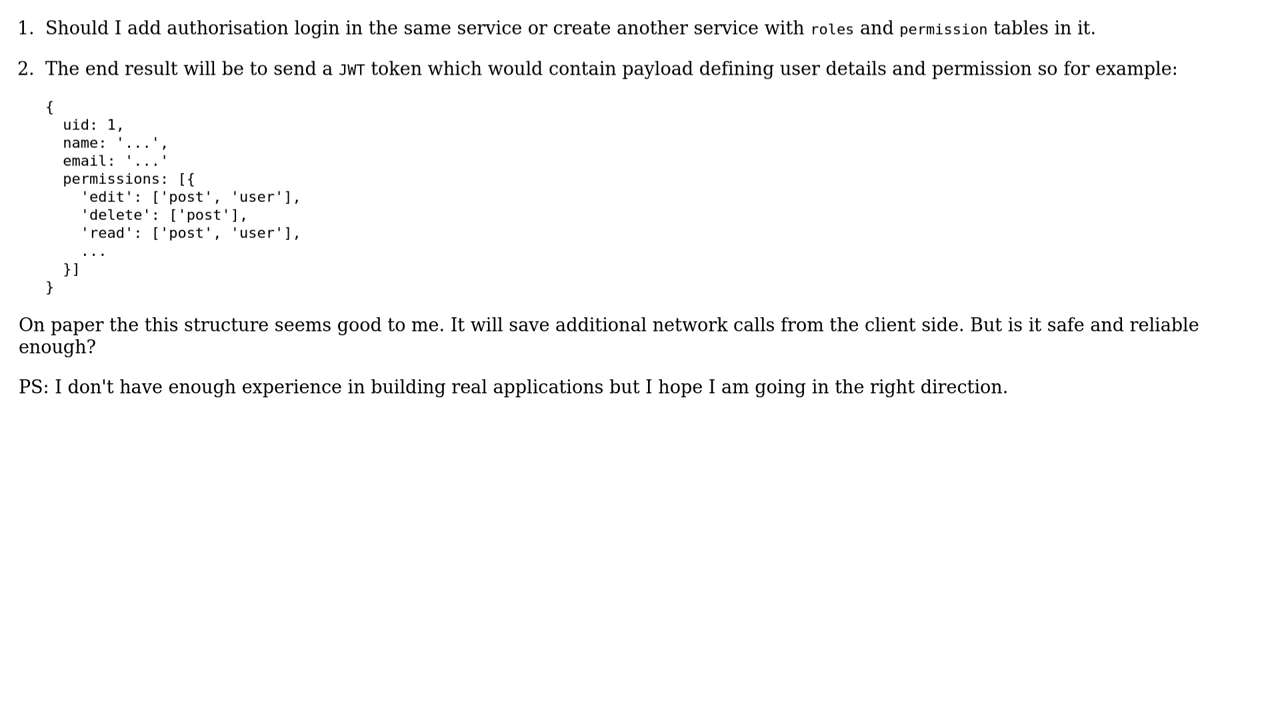 1. Should I add authorisation login in the same service or create another service with roles and permission tables in it.
2. The end result will be to send a JWT token which would contain payload defining user details and permission so for example:
{
  uid: 1,
  name: '...',
  email: '...'
  permissions: [{
    'edit': ['post', 'user'],
    'delete': ['post'],
    'read': ['post', 'user'],
    ...
  }]
}
On paper the this structure seems good to me. It will save additional network calls from the client side. But is it safe and reliable
enough?
PS: I don't have enough experience in building real applications but I hope I am going in the right direction.